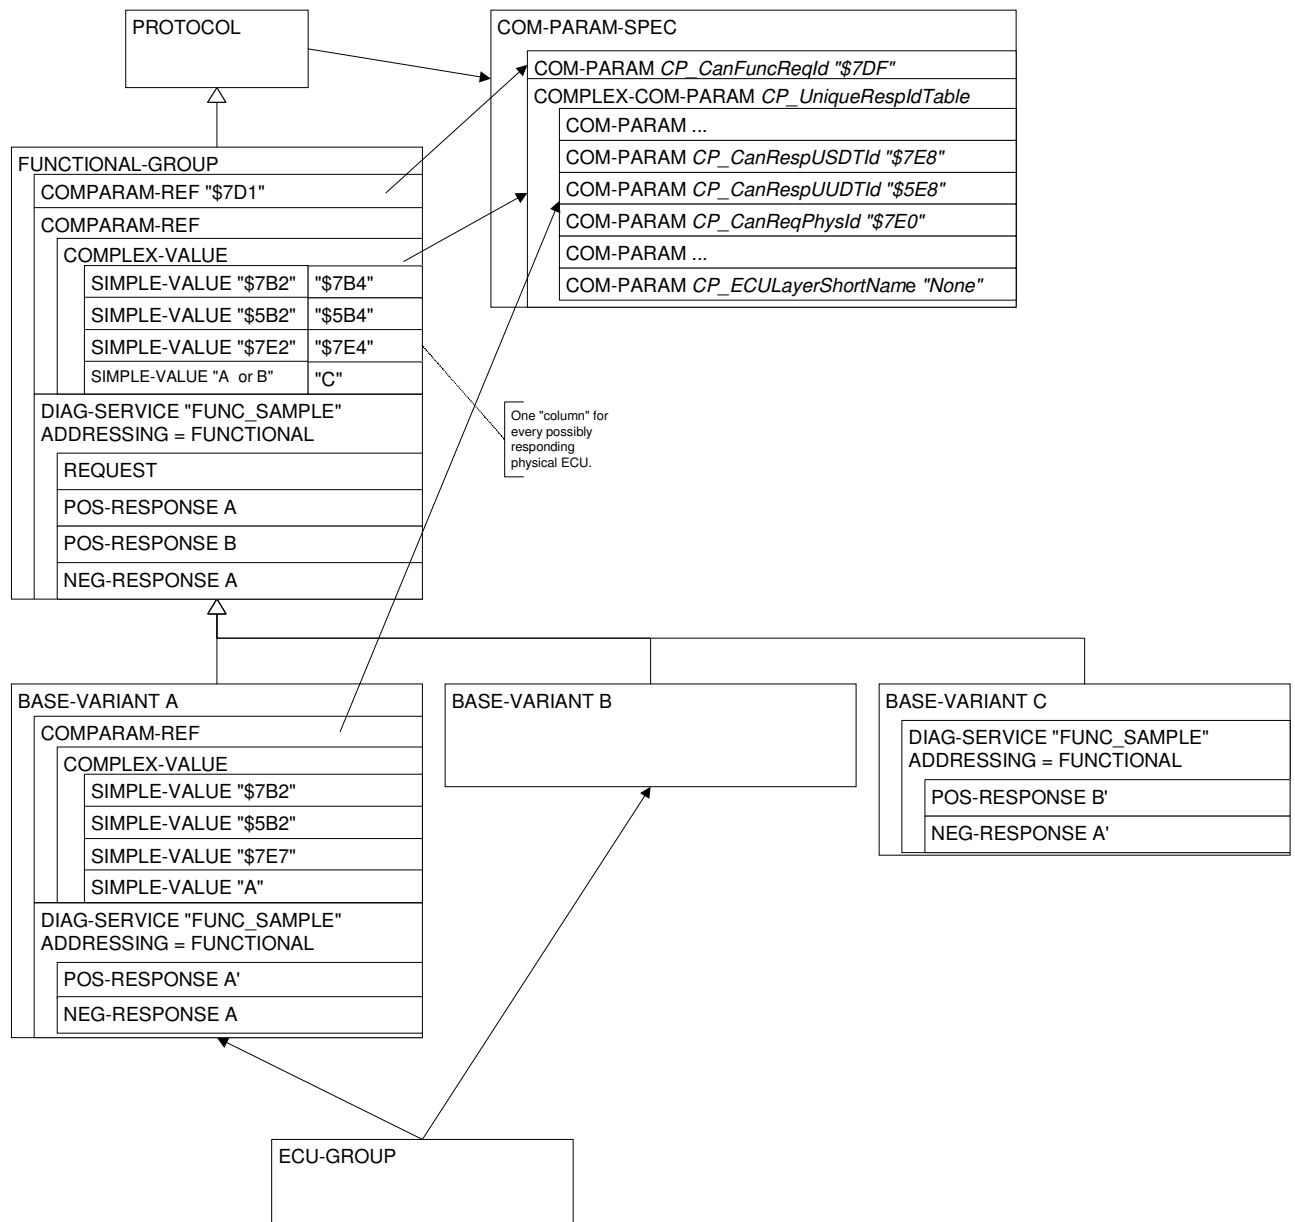 PROTOCOL
COM-PARAM-SPEC
COM-PARAM CP_CanFuncReqId "$7DF"
COMPLEX-COM-PARAM CP_UniqueRespIdTable
COM-PARAM ...
COM-PARAM CP_CanRespUSDTId "$7E8"
COM-PARAM CP_CanRespUUDTId "$5E8"
COM-PARAM CP_CanReqPhysId "$7E0"
COM-PARAM ...
COM-PARAM CP_ECULayerShortName "None"
FUNCTIONAL-GROUP
COMPARAM-REF "$7D1"
COMPARAM-REF
COMPLEX-VALUE
SIMPLE-VALUE "$7B2" "$7B4"
SIMPLE-VALUE "$5B2" "$5B4"
SIMPLE-VALUE "$7E2" "$7E4"
SIMPLE-VALUE "A or B" "C"
DIAG-SERVICE "FUNC_SAMPLE"
ADDRESSING = FUNCTIONAL
REQUEST
POS-RESPONSE A
POS-RESPONSE B
NEG-RESPONSE A
One "column" for
every possibly
responding
physical ECU.
BASE-VARIANT A
COMPARAM-REF
COMPLEX-VALUE
SIMPLE-VALUE "$7B2"
SIMPLE-VALUE "$5B2"
SIMPLE-VALUE "$7E7"
SIMPLE-VALUE "A"
DIAG-SERVICE "FUNC_SAMPLE"
ADDRESSING = FUNCTIONAL
POS-RESPONSE A'
NEG-RESPONSE A
BASE-VARIANT B
BASE-VARIANT C
DIAG-SERVICE "FUNC_SAMPLE"
ADDRESSING = FUNCTIONAL
POS-RESPONSE B'
NEG-RESPONSE A'
ECU-GROUP